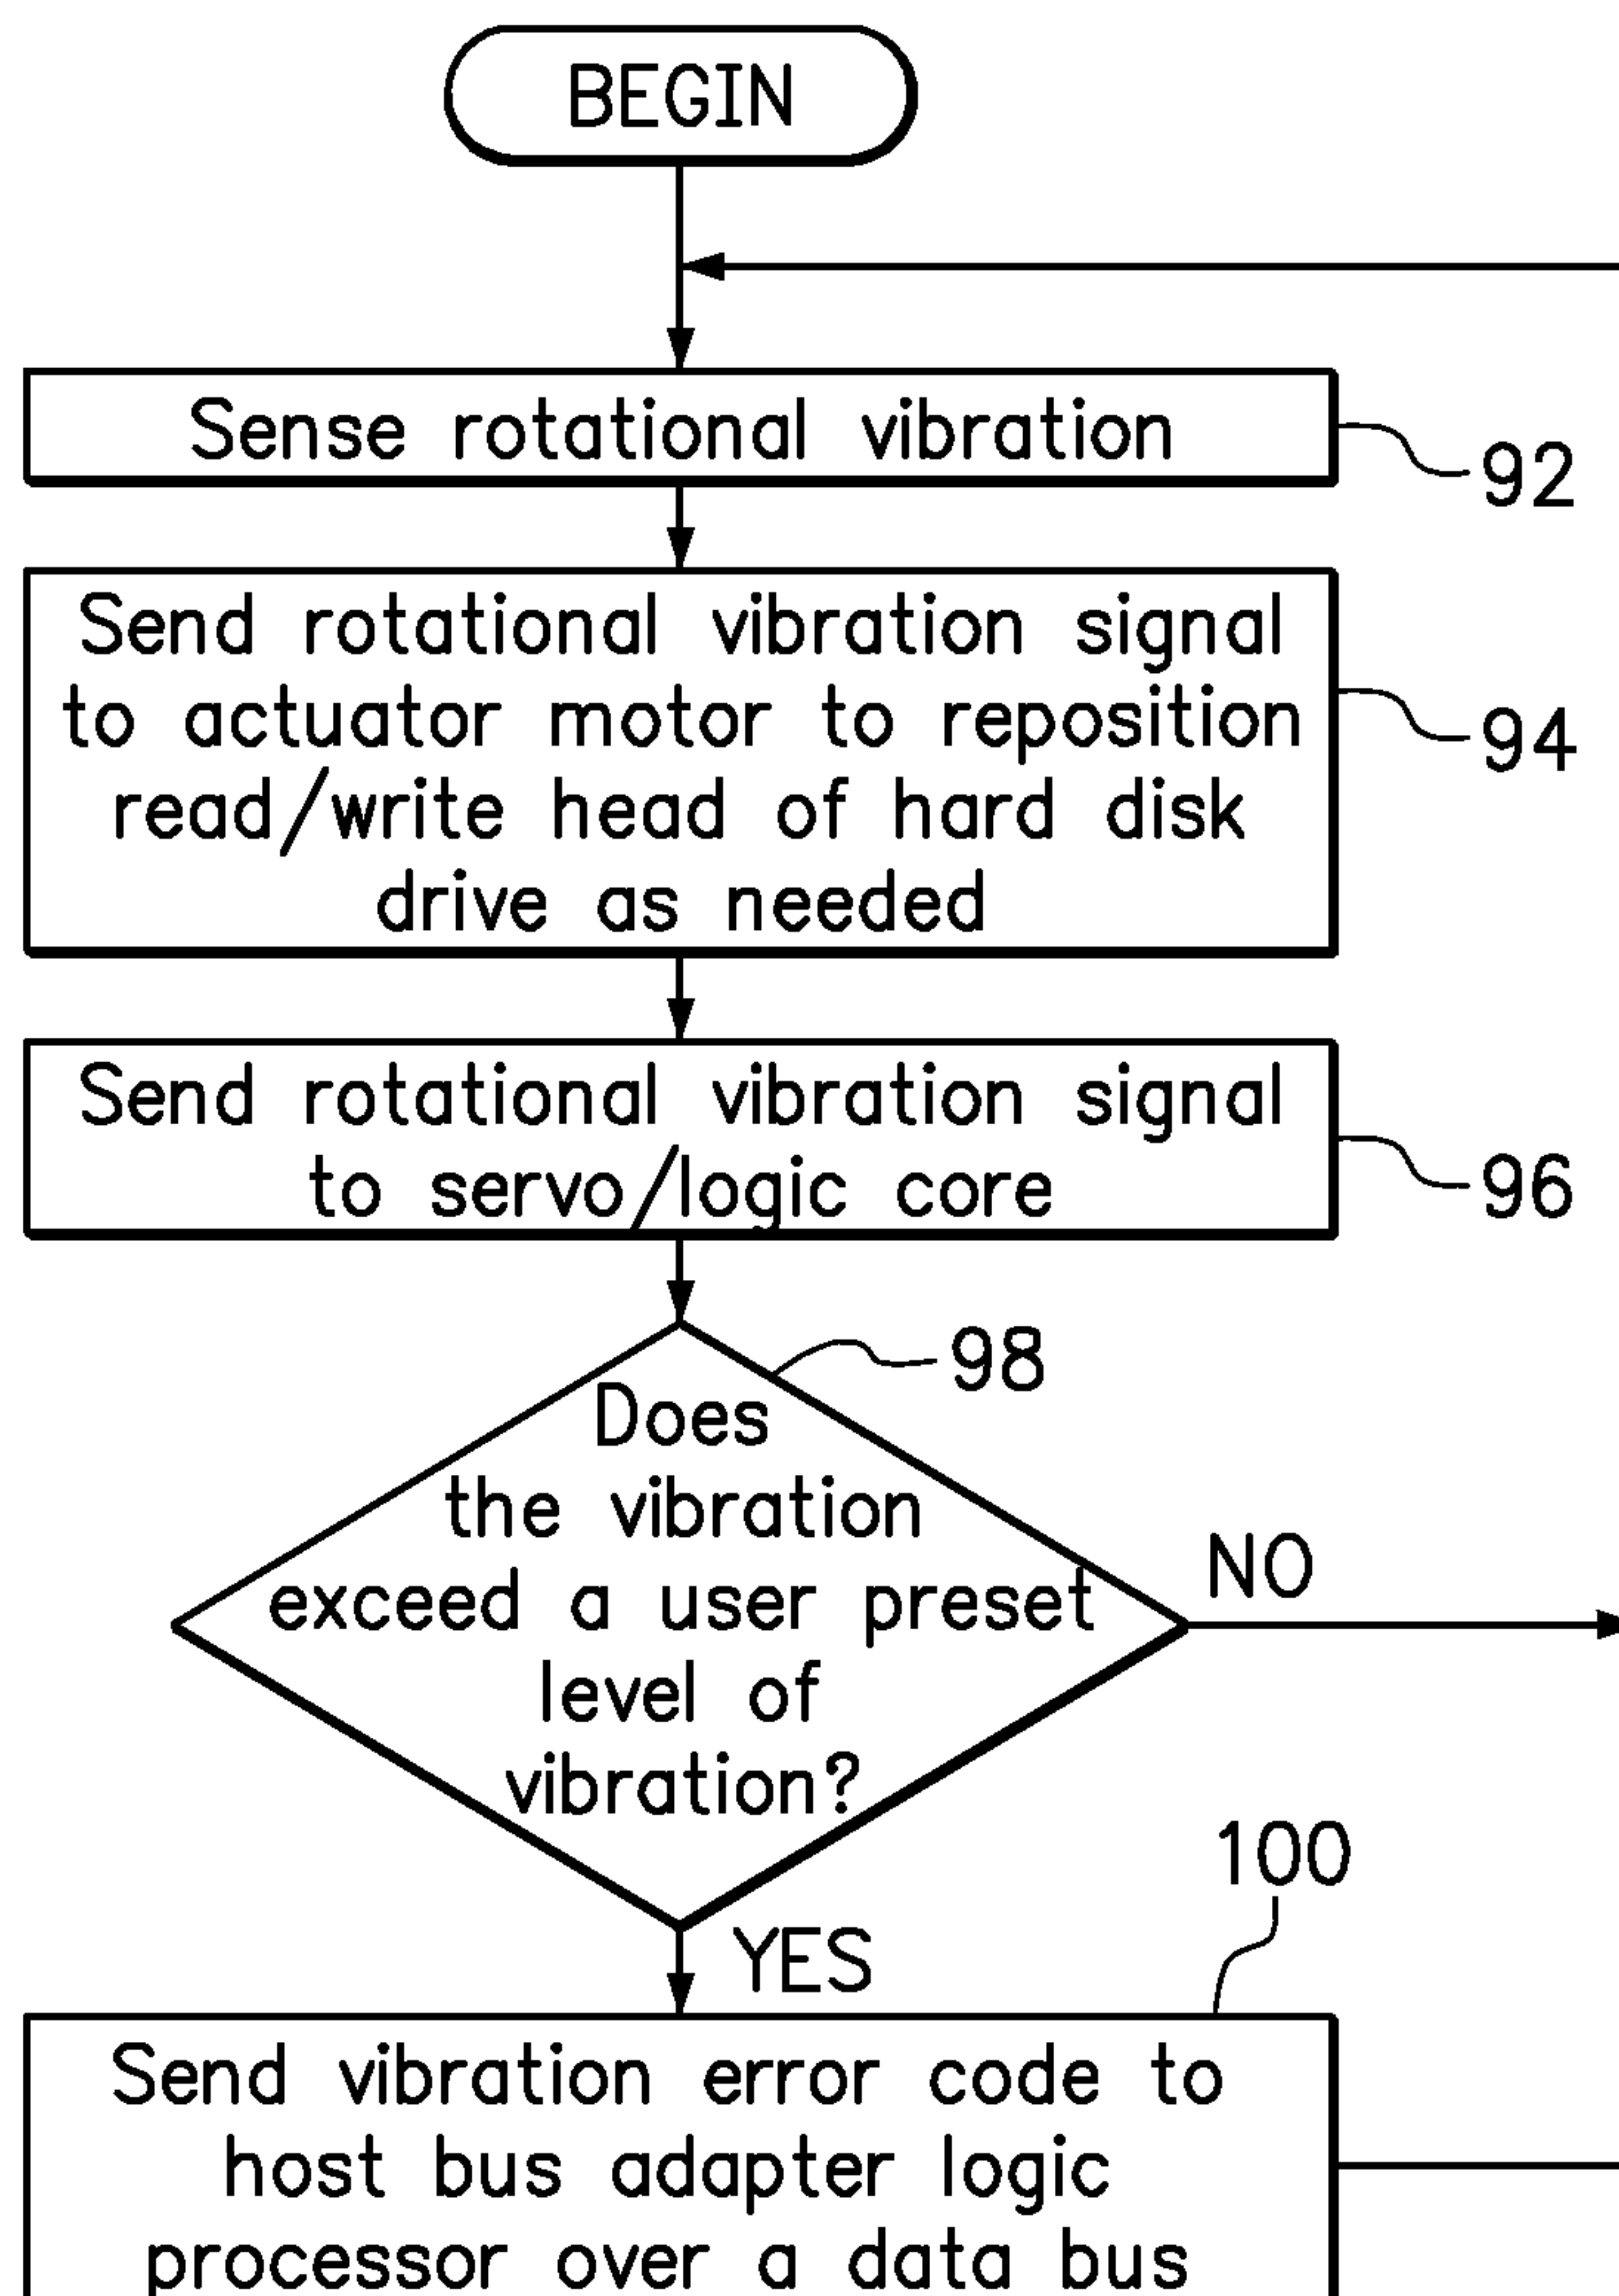 BEGIN
Sense rotational vibration
92
Send rotational vibration signal
to actuator motor to reposition
read/write head of hard disk
drive as needed
94
Send rotational vibration signal
to servo/logic core
96
98
Does
the vibration
exceed a user preset
level of
vibration?
NO
100
YES
Send vibration error code to
host bus adapter logic
processor over a data bus